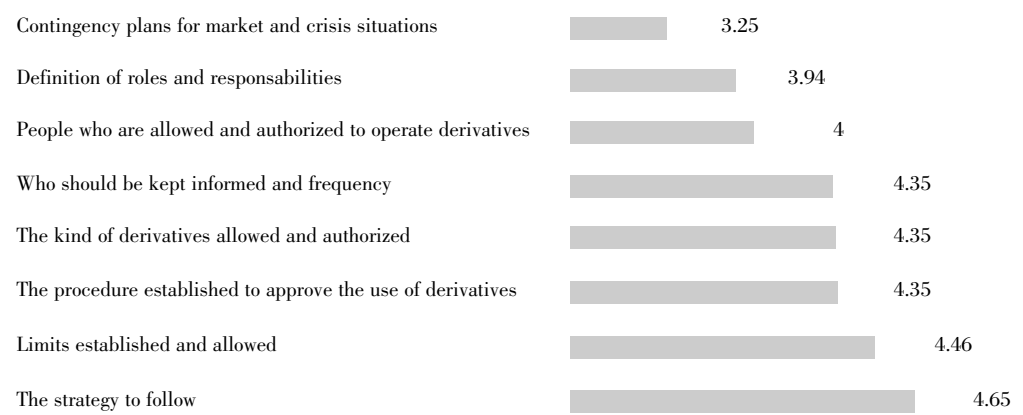 Contingency plans for market and crisis situations 3.25
Definition of roles and responsabilities 3.94
People who are allowed and authorized to operate derivatives 4
Who should be kept informed and frequency 4.35
The kind of derivatives allowed and authorized 4.35
The procedure established to approve the use of derivatives 4.35
Limits established and allowed 4.46
The strategy to follow 4.65